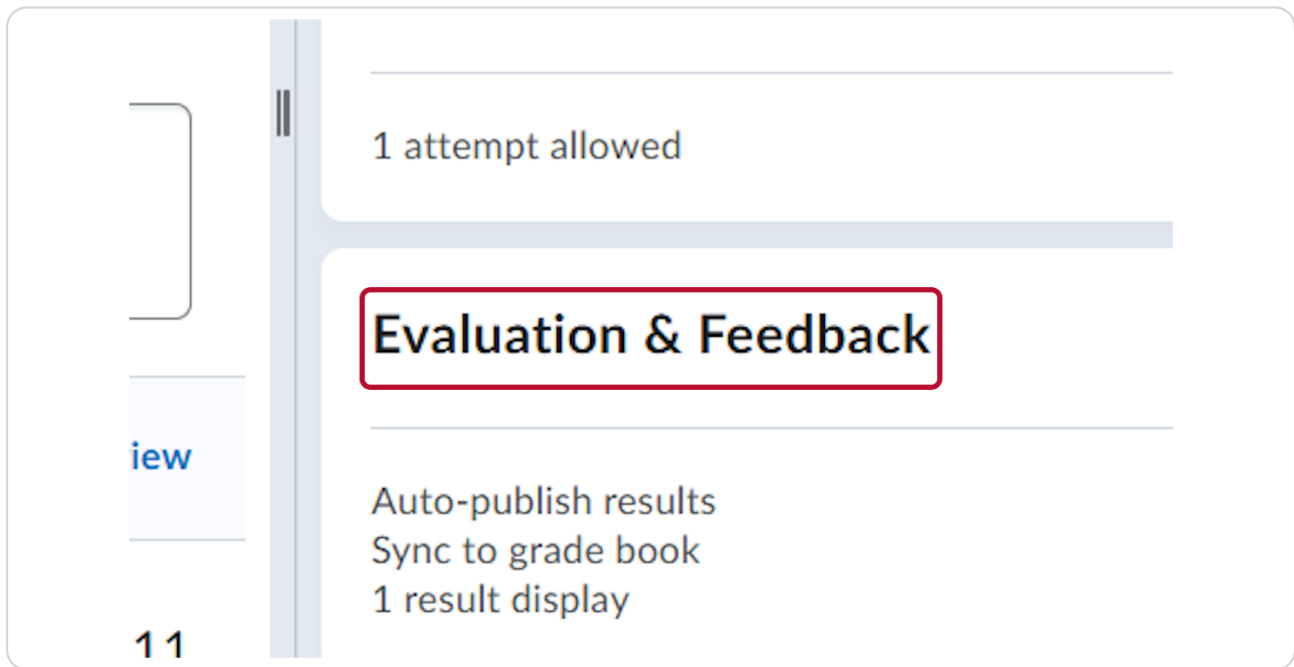 1 attempt allowed
Evaluation & Feedback
iew
Auto-publish results
Sync to grade book
1 result display
11